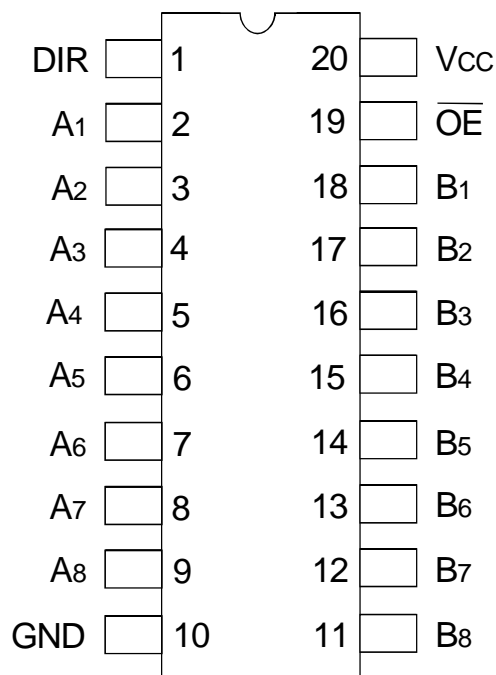 DIR 1 20 VCC
A1 2 19 O̅E̅
A2 3 18 B1
A3 4 17 B2
A4 5 16 B3
A5 6 15 B4
A6 7 14 B5
A7 8 13 B6
A8 9 12 B7
GND 10 11 B8